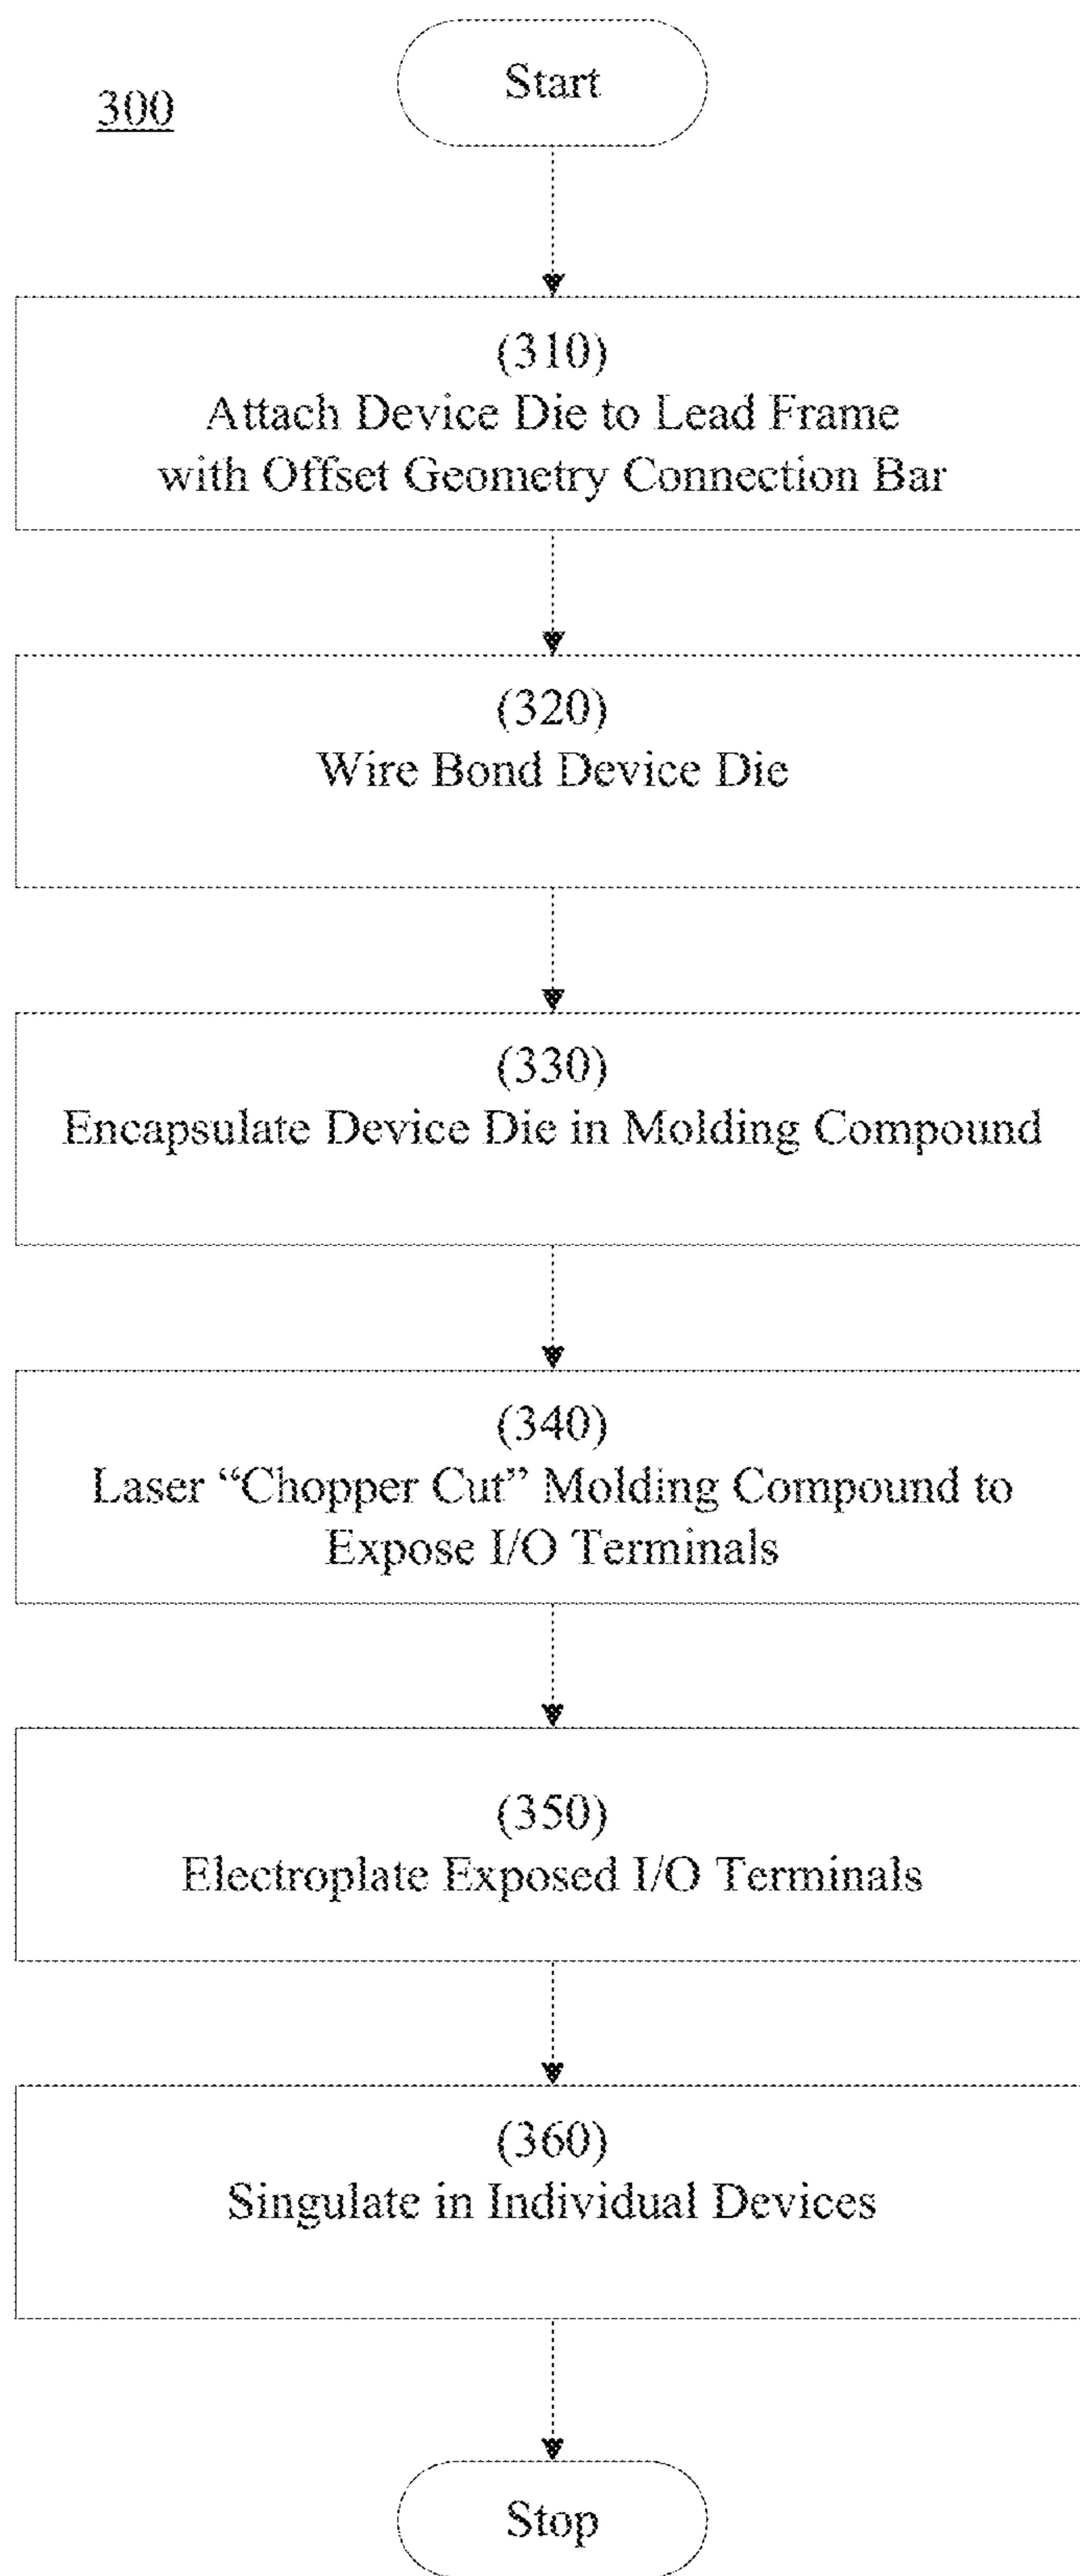 Start
300
(310)
Attach Device Die to Lead Frame
with Offset Geometry Connection Bar
(320)
Wire Bond Device Die
(330)
Encapsulate Device Die in Molding Compound
(340)
Laser “Chopper Cut” Molding Compound to
Expose I/O Terminals
(350)
Electroplate Exposed I/O Terminals
(360)
Singulate in Individual Devices
Stop